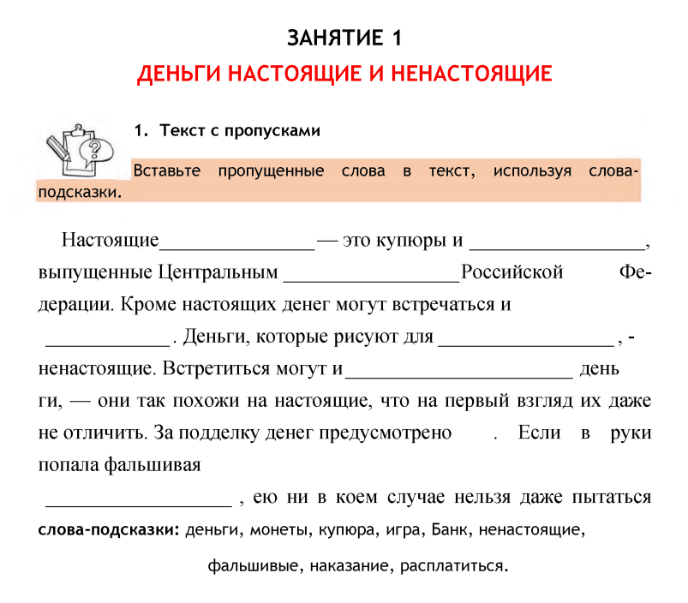 ЗАНЯТИЕ 1
ДЕНЬГИ НАСТОЯЩИЕ И НЕНАСТОЯЩИЕ
1. Текст с пропусками
Вставьте пропущенные слова в текст, используя слова-
подсказки.
Настоящие_______________— это купюры и _________________,
выпущенные Центральным _________________Российской Фе-
дерации. Кроме настоящих денег могут встречаться и
____________. Деньги, которые рисуют для _________________, -
ненастоящие. Встретиться могут и______________________ день
ги, — они так похожи на настоящие, что на первый взгляд их даже
не отличить. За подделку денег предусмотрено . Если в руки
попала фальшивая
__________________ , ею ни в коем случае нельзя даже пытаться
слова-подсказки: деньги, монеты, купюра, игра, Банк, ненастоящие,
фальшивые, наказание, расплатиться.